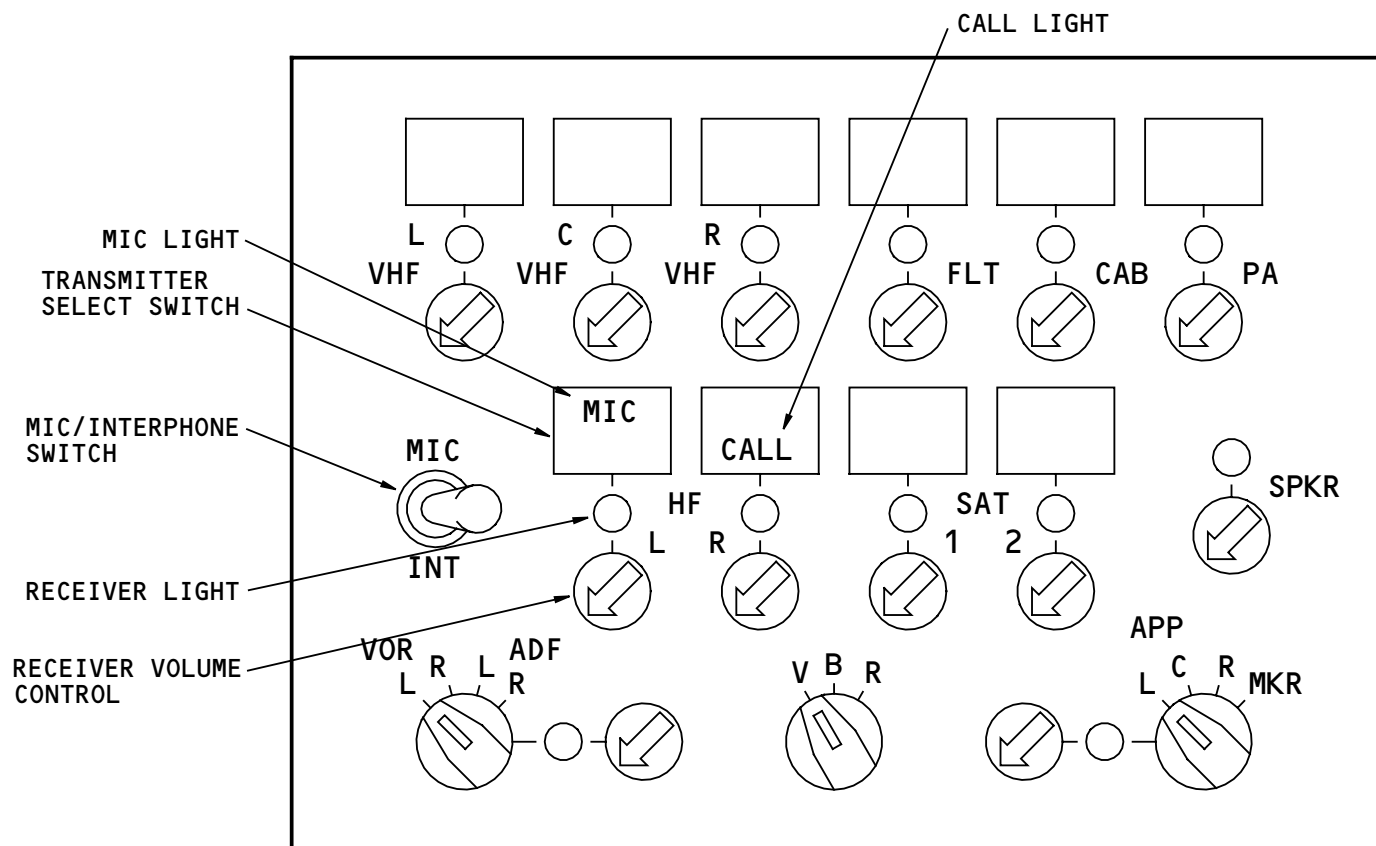 CALL LIGHT
L
C
R
MIC LIGHT
VHF
VHF
VHF
FLT
CAB
PA
TRANSMITTER
SELECT SWITCH
MIC
MIC/INTERPHONE
SWITCH
MIC
CALL
HF
SAT
SPKR
L
R
1
2
INT
RECEIVER LIGHT
RECEIVER VOLUME
CONTROL
VOR
ADF
L
R
L
R
V
B
R
APP
L
C
R
MKR